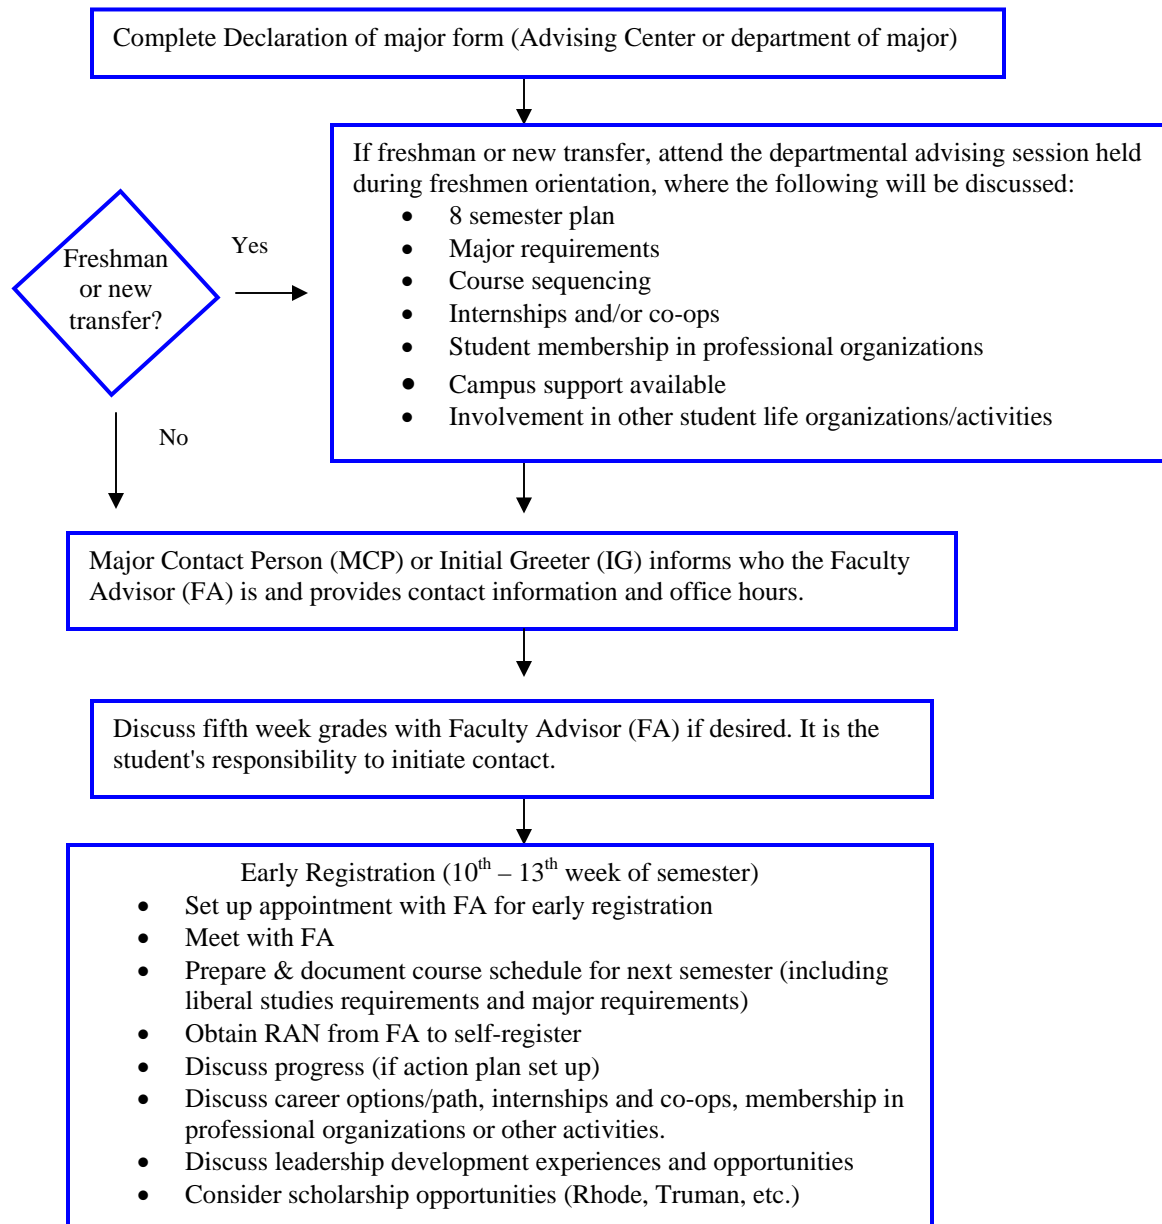 Complete Declaration of major form (Advising Center or department of major)
If freshman or new transfer, attend the departmental advising session held
during freshmen orientation, where the following will be discussed:
• 8 semester plan
• Major requirements
• Course sequencing
• Internships and/or co-ops
• Student membership in professional organizations
• Campus support available
• Involvement in other student life organizations/activities
Freshman
or new
transfer?
Yes
No
Major Contact Person (MCP) or Initial Greeter (IG) informs who the Faculty
Advisor (FA) is and provides contact information and office hours.
Discuss fifth week grades with Faculty Advisor (FA) if desired. It is the
student's responsibility to initiate contact.
Early Registration (10th – 13th week of semester)
• Set up appointment with FA for early registration
• Meet with FA
• Prepare & document course schedule for next semester (including
liberal studies requirements and major requirements)
• Obtain RAN from FA to self-register
• Discuss progress (if action plan set up)
• Discuss career options/path, internships and co-ops, membership in
professional organizations or other activities.
• Discuss leadership development experiences and opportunities
• Consider scholarship opportunities (Rhode, Truman, etc.)